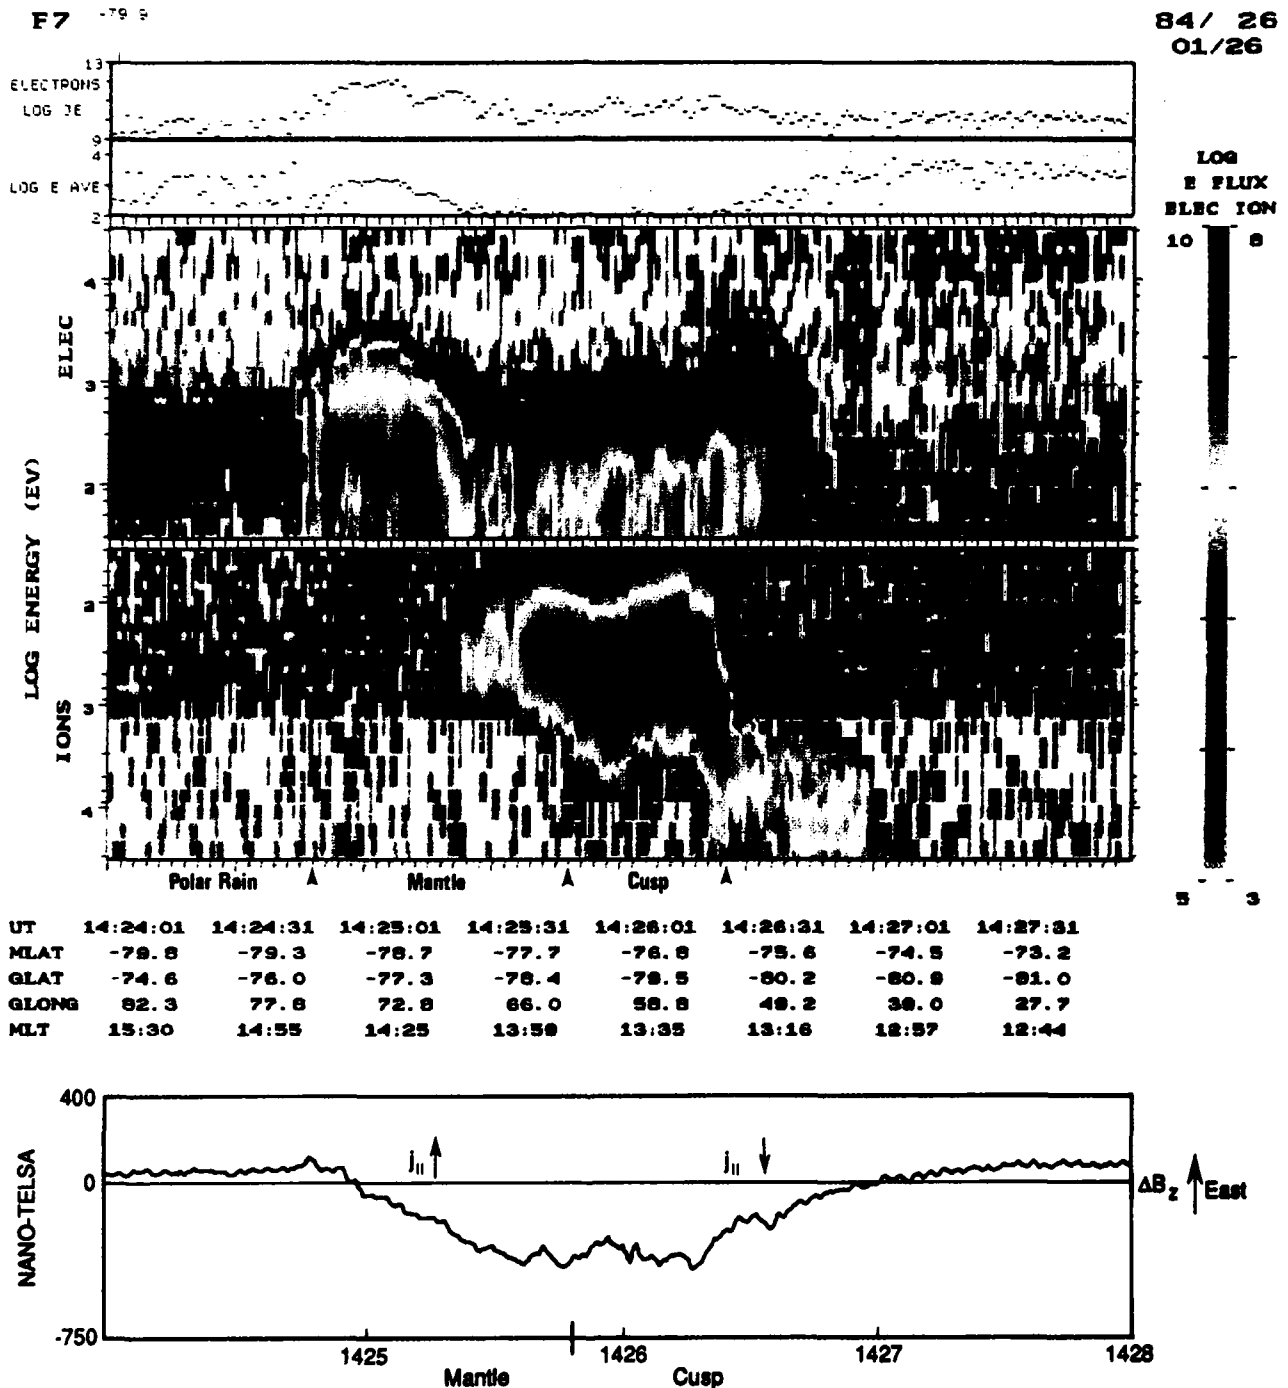 F7 -79 9
84/ 26
01/26
13
ELECTRONS
LOG JE
9
4
LOG E AVE
2
LOG
E FLUX
ELEC ION
10 8
4
ELEC
3
2
LOG ENERGY (EV)
2
IONS
3
4
5 3
Polar Rain Mantle Cusp
UT 14:24:01 14:24:31 14:25:01 14:25:31 14:26:01 14:26:31 14:27:01 14:27:31
MLAT -79.8 -79.3 -78.7 -77.7 -76.8 -75.6 -74.5 -73.2
GLAT -74.6 -76.0 -77.3 -78.4 -79.5 -80.2 -80.9 -81.0
GLONG 82.3 77.8 72.8 66.0 58.8 49.2 39.0 27.7
MLT 15:30 14:55 14:25 13:59 13:35 13:16 12:57 12:44
400
j|| ↑ j|| ↓
0
ΔBz ↑ East
NANO-TELSA
-750
1425 1426 1427 1428
Mantle Cusp